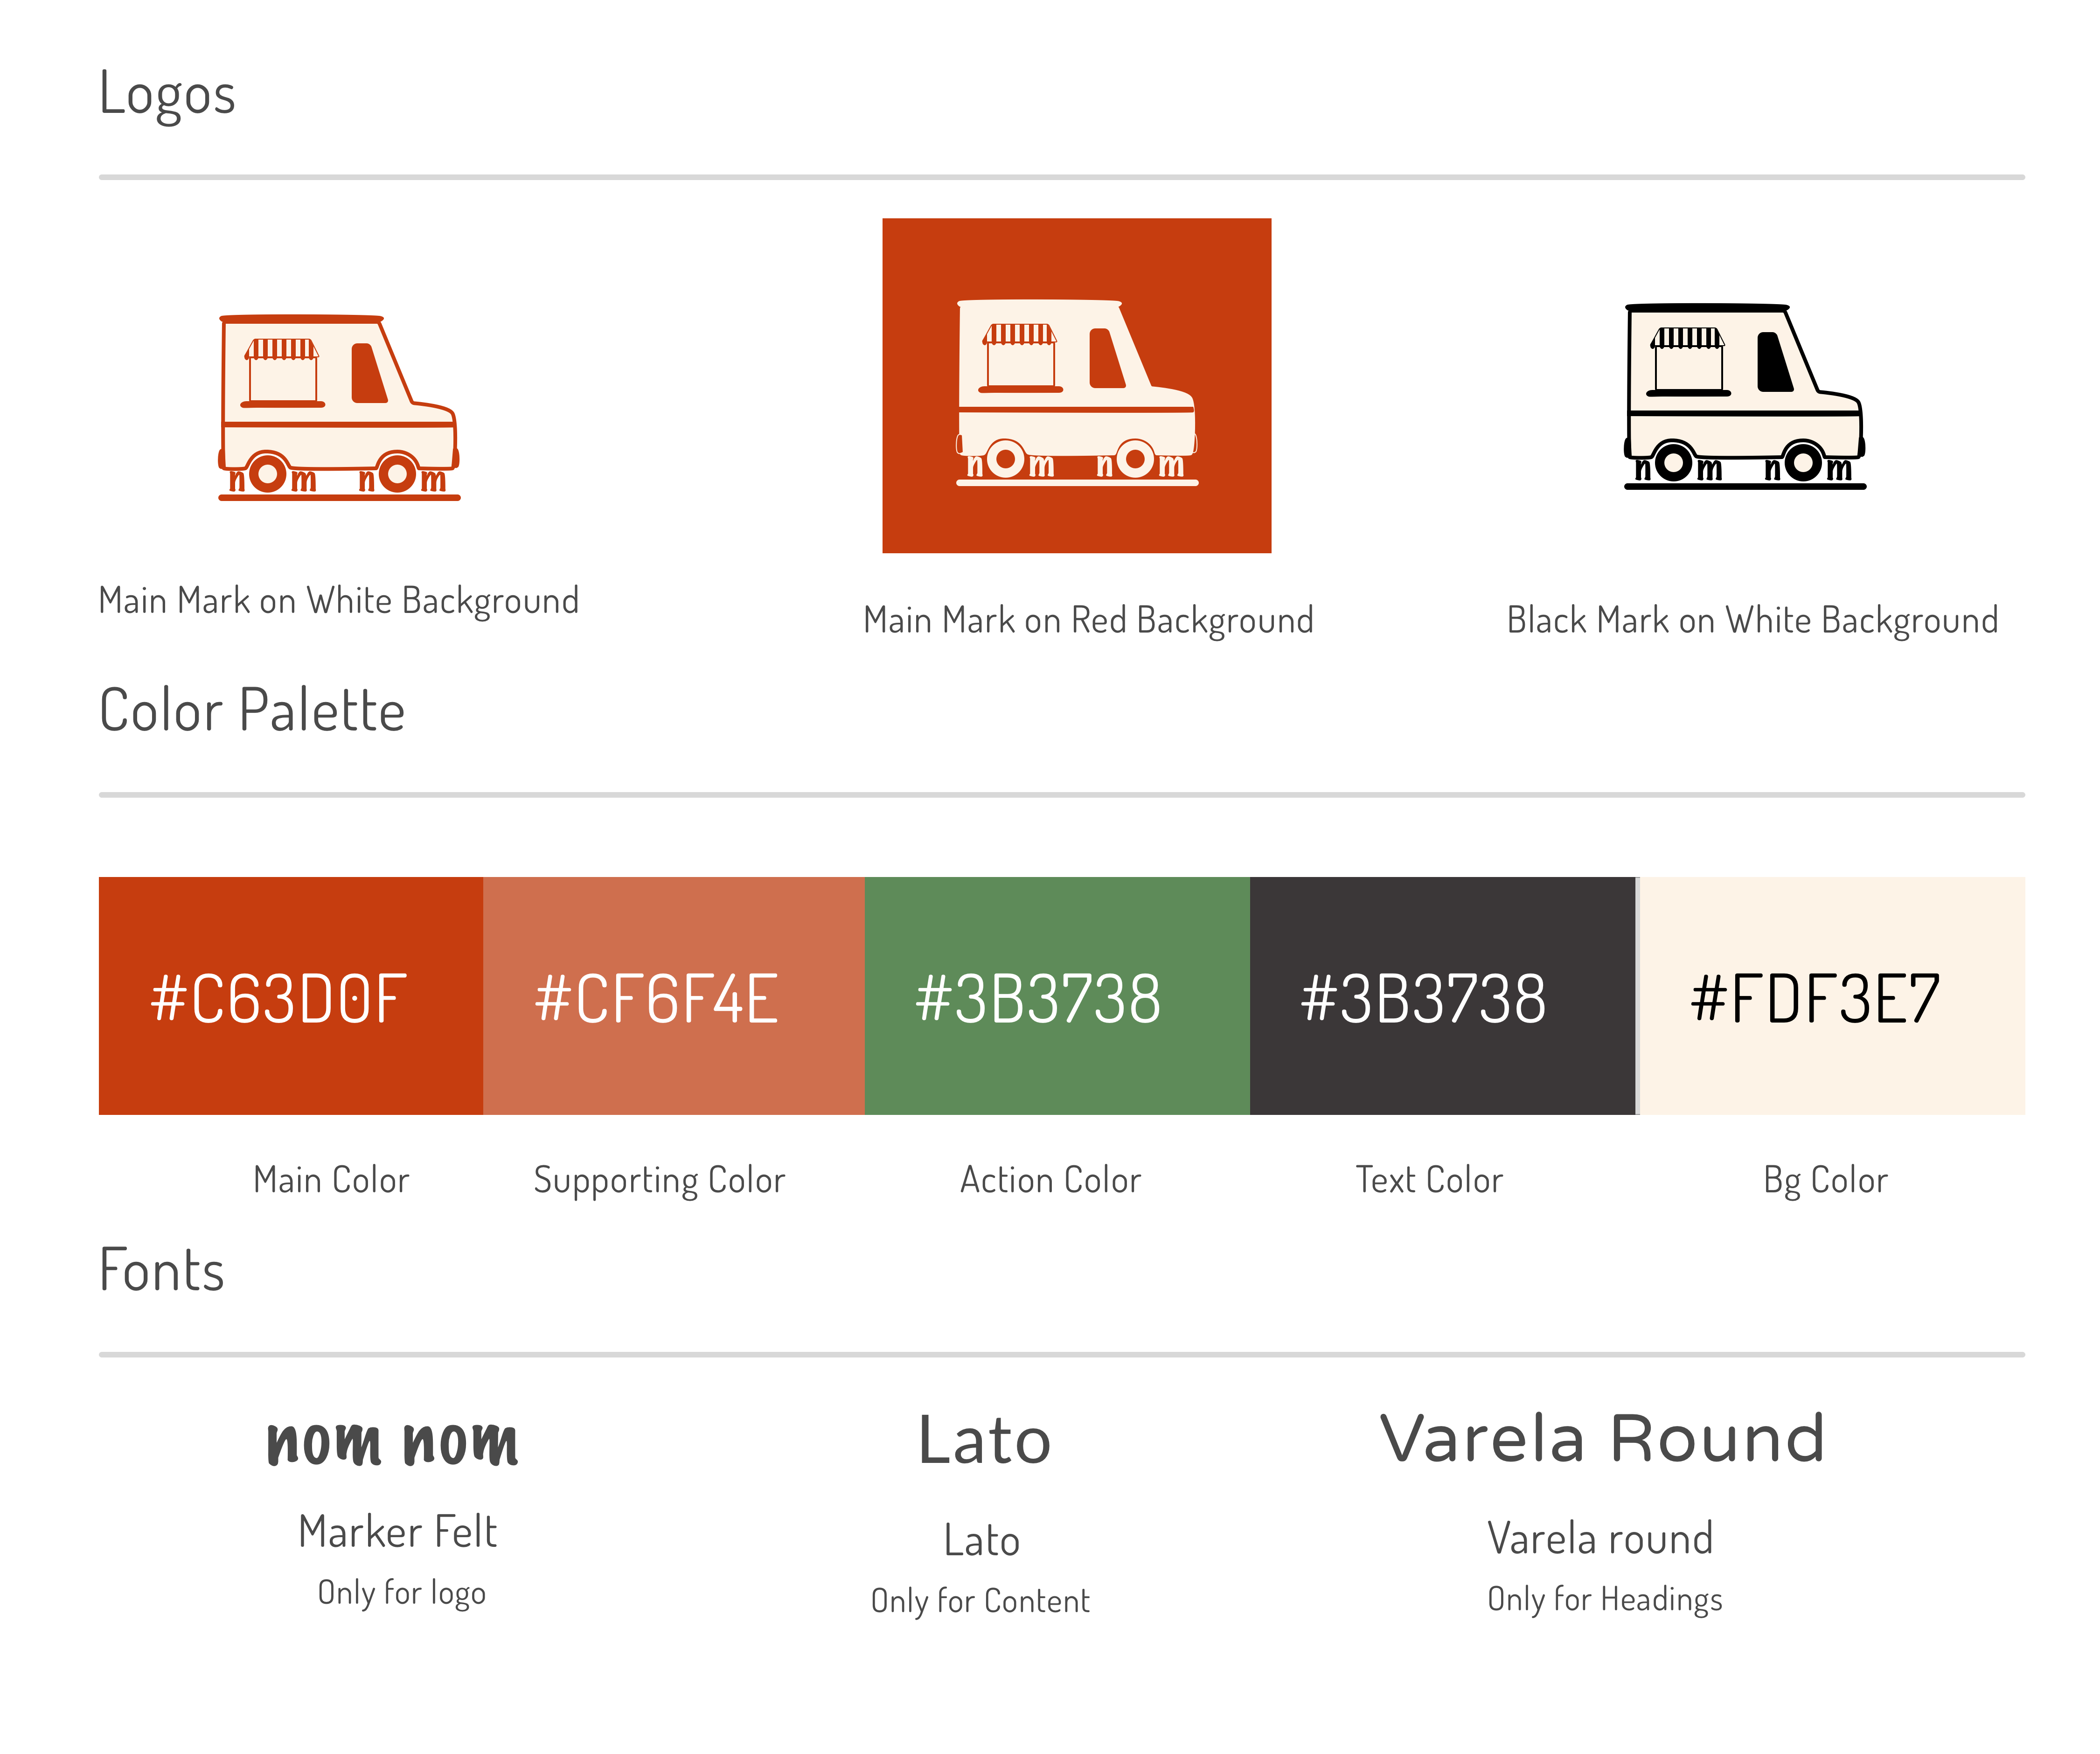 Logos
nom nom
nom nom
nom nom
Main Mark on White Background
Main Mark on Red Background
Black Mark on White Background
Color Palette
#C63D0F
#CF6F4E
#3B3738
#3B3738
#FDF3E7
Main Color
Supporting Color
Action Color
Text Color
Bg Color
Fonts
nom nom
Lato
Varela Round
Marker Felt
Lato
Varela round
Only for logo
Only for Content
Only for Headings